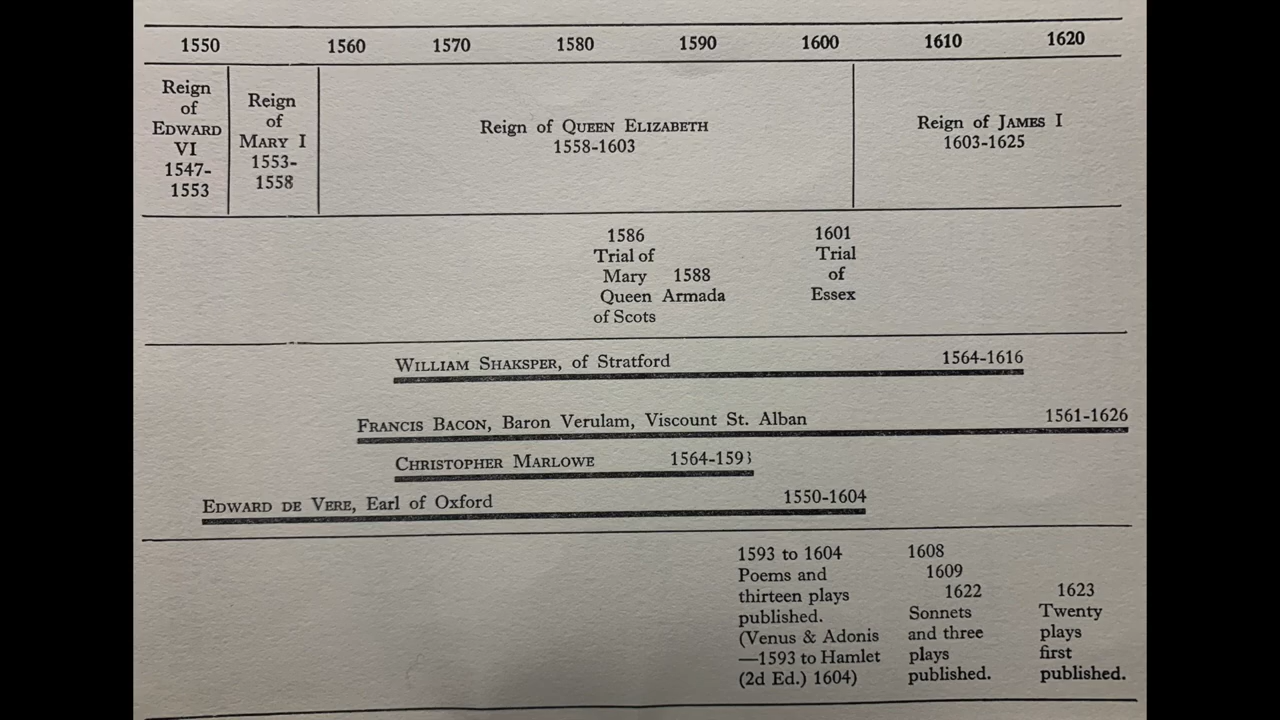 1550 1560 1570 1580 1590 1600 1610 1620
Reign
of
EDWARD
VI
1547-
1553
Reign
of
MARY I
1553-
1558
Reign of QUEEN ELIZABETH
1558-1603
Reign of JAMES I
1603-1625
1586
Trial of
Mary
Queen
of Scots
1588
Armada
1601
Trial
of
Essex
WILLIAM SHAKSPER, of Stratford 1564-1616
FRANCIS BACON, Baron Verulam, Viscount St. Alban 1561-1626
CHRISTOPHER MARLOWE 1564-1593
EDWARD DE VERE, Earl of Oxford 1550-1604
1593 to 1604
Poems and
thirteen plays
published.
(Venus & Adonis
—1593 to Hamlet
(2d Ed.) 1604)
1608
1609
1622
Sonnets
and three
plays
published.
1623
Twenty
plays
first
published.